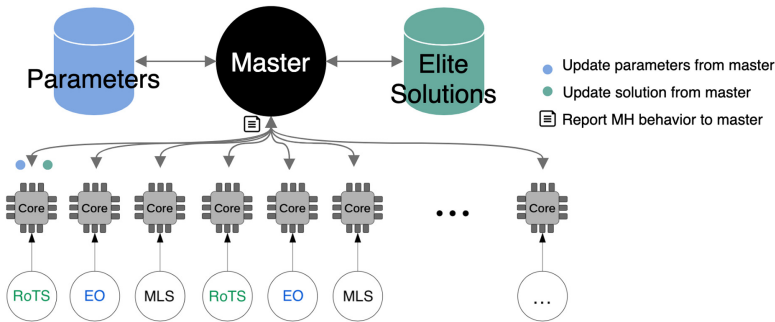 Parameters
Master
Elite
Solutions
Update parameters from master
Update solution from master
Report MH behavior to master
Core
Core
Core
Core
Core
Core
...
Core
RoTS
EO
MLS
RoTS
EO
MLS
...